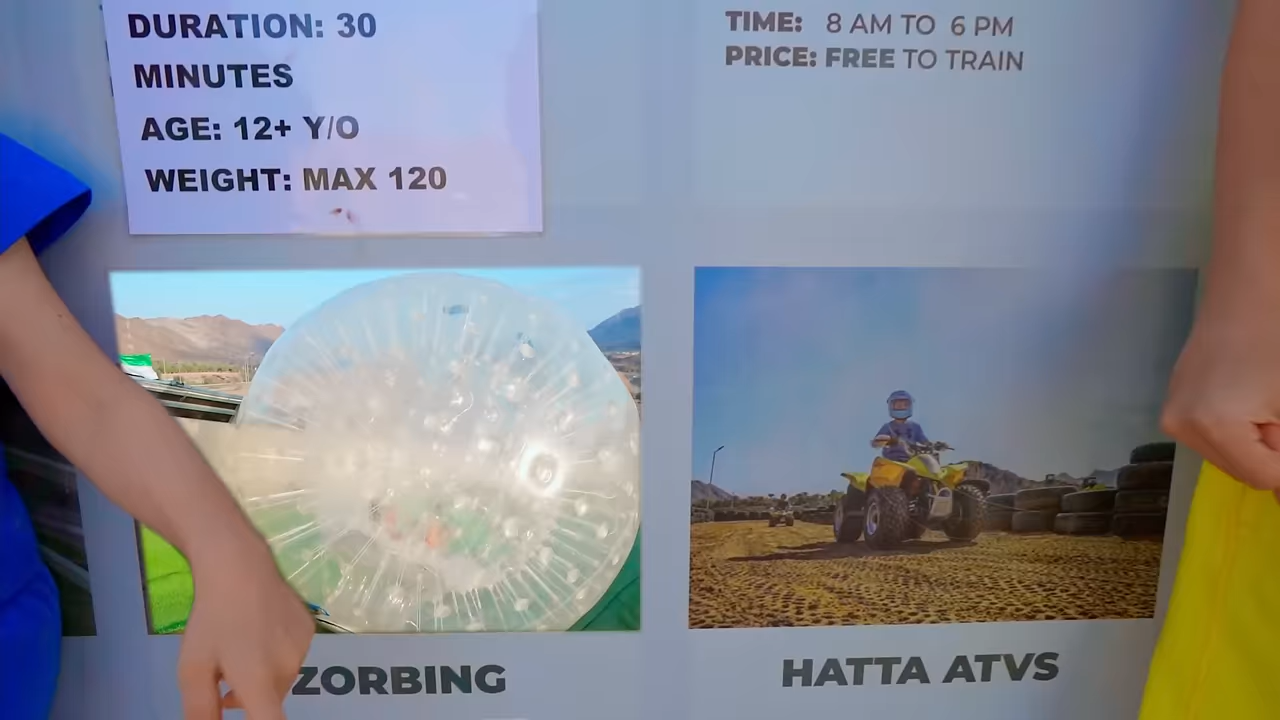 DURATION: 30
MINUTES
AGE: 12+ Y/O
WEIGHT: MAX 120
TIME: 8 AM TO 6 PM
PRICE: FREE TO TRAIN
ZORBING
HATTA ATVS